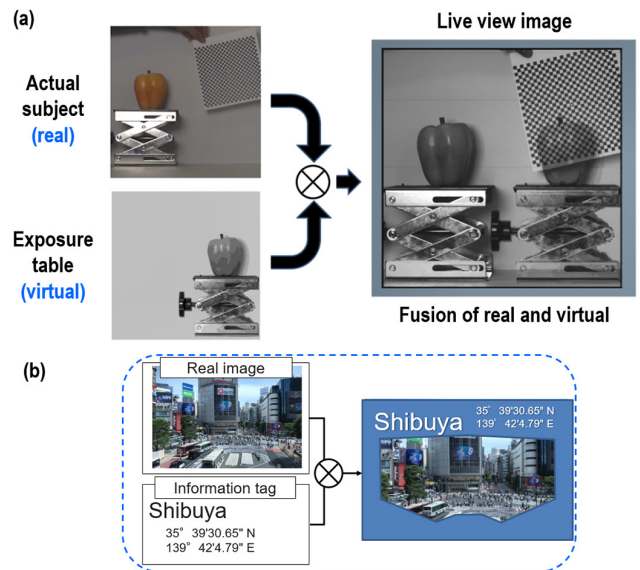 (a)
Live view image
Actual
subject
(real)
Exposure
table
(virtual)
Fusion of real and virtual
(b)
Real image
Information tag
Shibuya
35° 39'30.65" N
139° 42'4.79" E
Shibuya
35° 39'30.65" N
139° 42'4.79" E